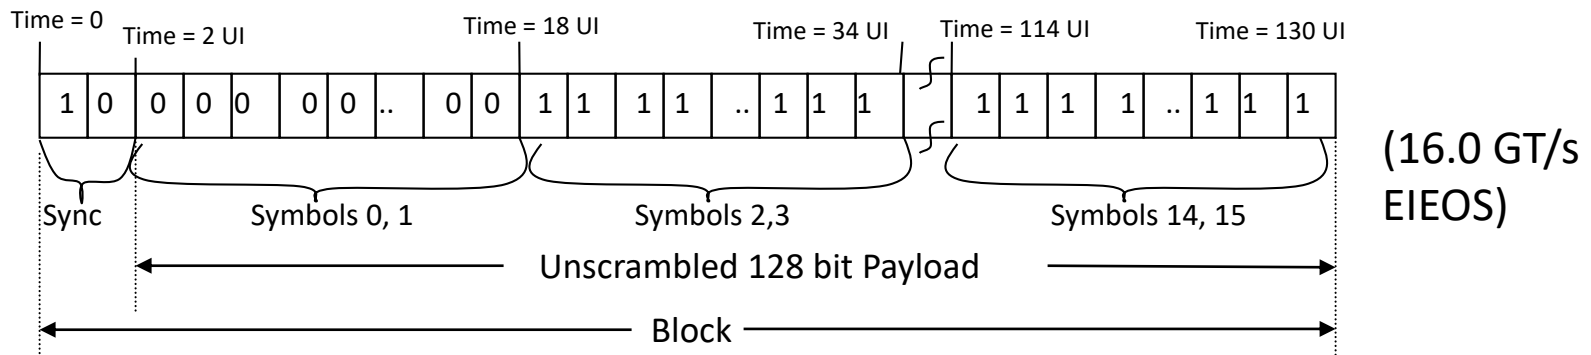 Time = 0
Time = 2 UI
Time = 18 UI
Time = 34 UI
Time = 114 UI
Time = 130 UI
1 0 0 0 0 0 0 .. 0 0 1 1 1 1 .. 1 1 1 1 1 1 1 .. 1 1 1
Sync
Symbols 0, 1
Symbols 2,3
Symbols 14, 15
(16.0 GT/s
EIEOS)
Unscrambled 128 bit Payload
Block